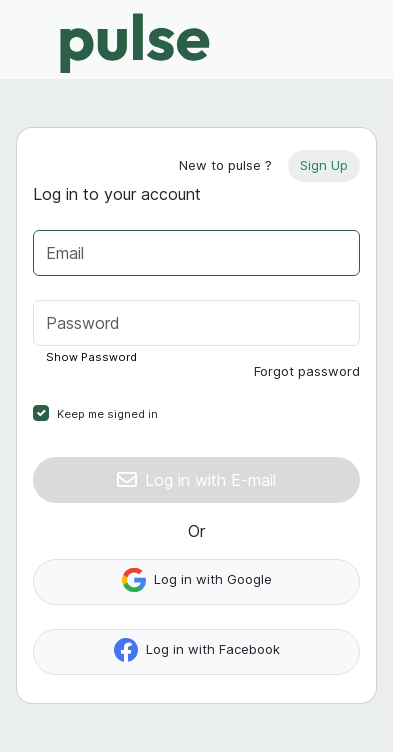 pulse
New to pulse ? Sign Up
Log in to your account
Email
Password
Show Password
Forgot password
Keep me signed in
Log in with E-mail
Or
Log in with Google
Log in with Facebook